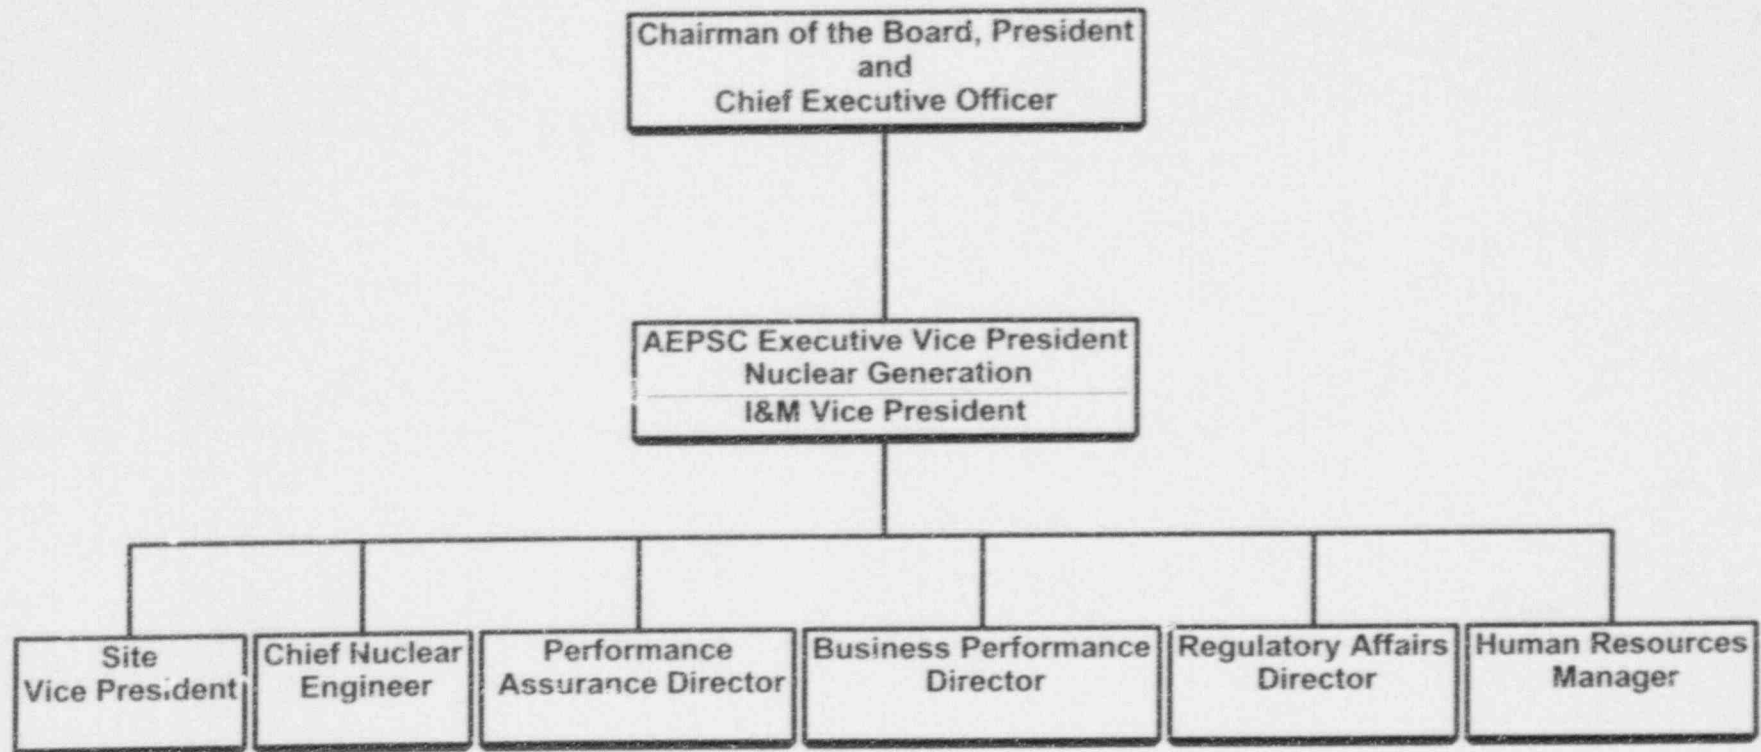 Chairman of the Board, President
and
Chief Executive Officer
AEPSC Executive Vice President
Nuclear Generation
I&M Vice President
Site
Vice President
Chief Nuclear
Engineer
Performance
Assurance Director
Business Performance
Director
Regulatory Affairs
Director
Human Resources
Manager